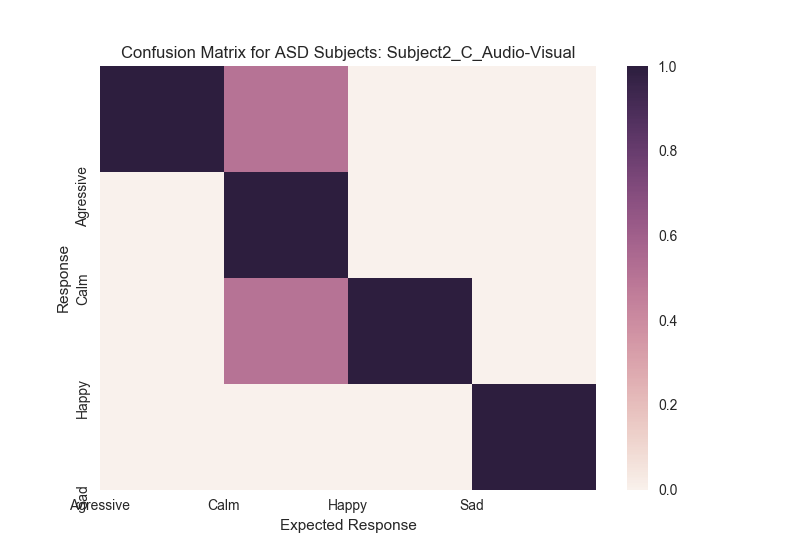 Confusion Matrix for ASD Subjects: Subject2_C_Audio-Visual
1.0
0.8
0.6
0.4
0.2
0.0
Response
Agressive
Calm
Happy
Sad
Agressive Calm Happy Sad
Expected Response